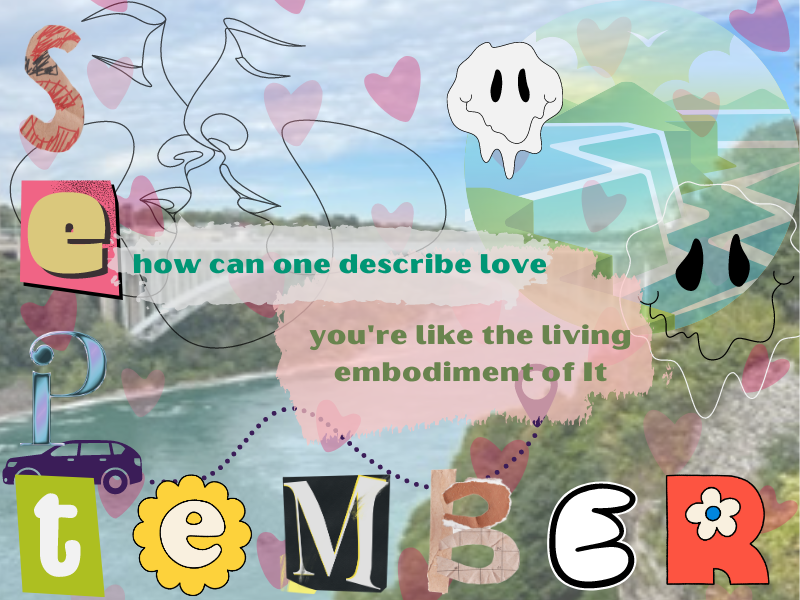 SePteMBER
how can one describe love
you're like the living
embodiment of It